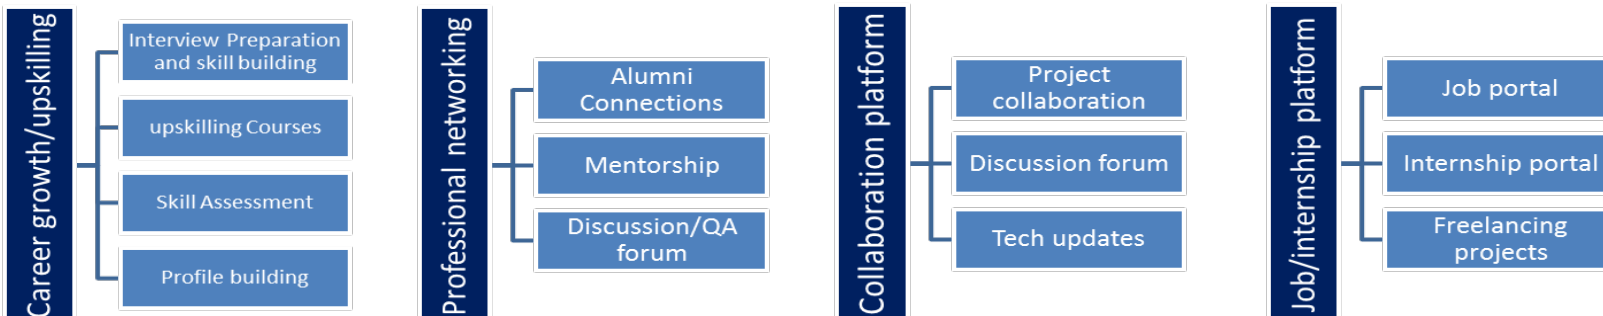 Career growth/upskilling
Interview Preparation
and skill building
upskilling Courses
Skill Assessment
Profile building
Professional networking
Alumni
Connections
Mentorship
Discussion/QA
forum
Collaboration platform
Project
collaboration
Discussion forum
Tech updates
Job/internship platform
Job portal
Internship portal
Freelancing
projects